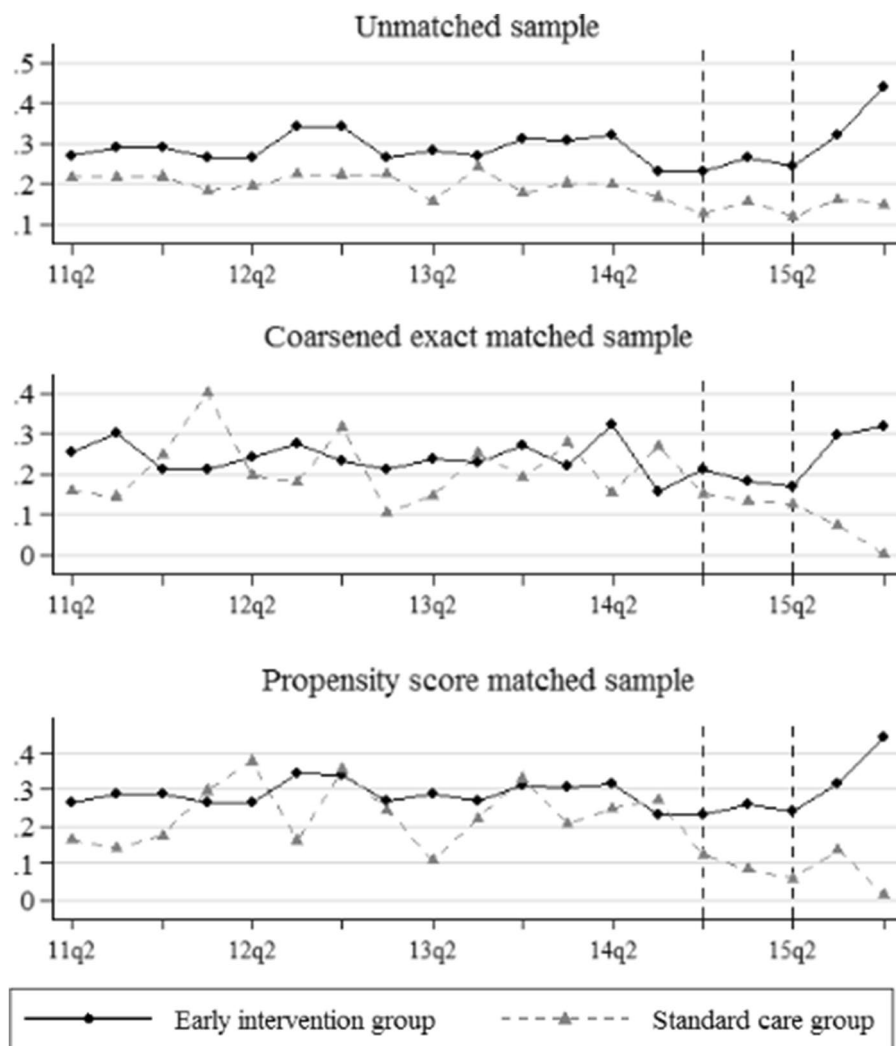 Unmatched sample
.5
.4
.3
.2
.1
11q2 12q2 13q2 14q2 15q2
Coarsened exact matched sample
.4
.3
.2
.1
0
11q2 12q2 13q2 14q2 15q2
Propensity score matched sample
.4
.3
.2
.1
0
11q2 12q2 13q2 14q2 15q2
Early intervention group Standard care group